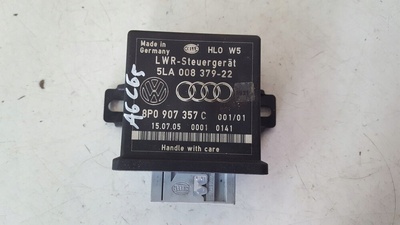 Made in
Germany
HLO W5
LWR-Steuergerät
5LA 008 379-22
8P0 907 357 C 001/01
15.07.05 0001 0141
Handle with care
A6 C6